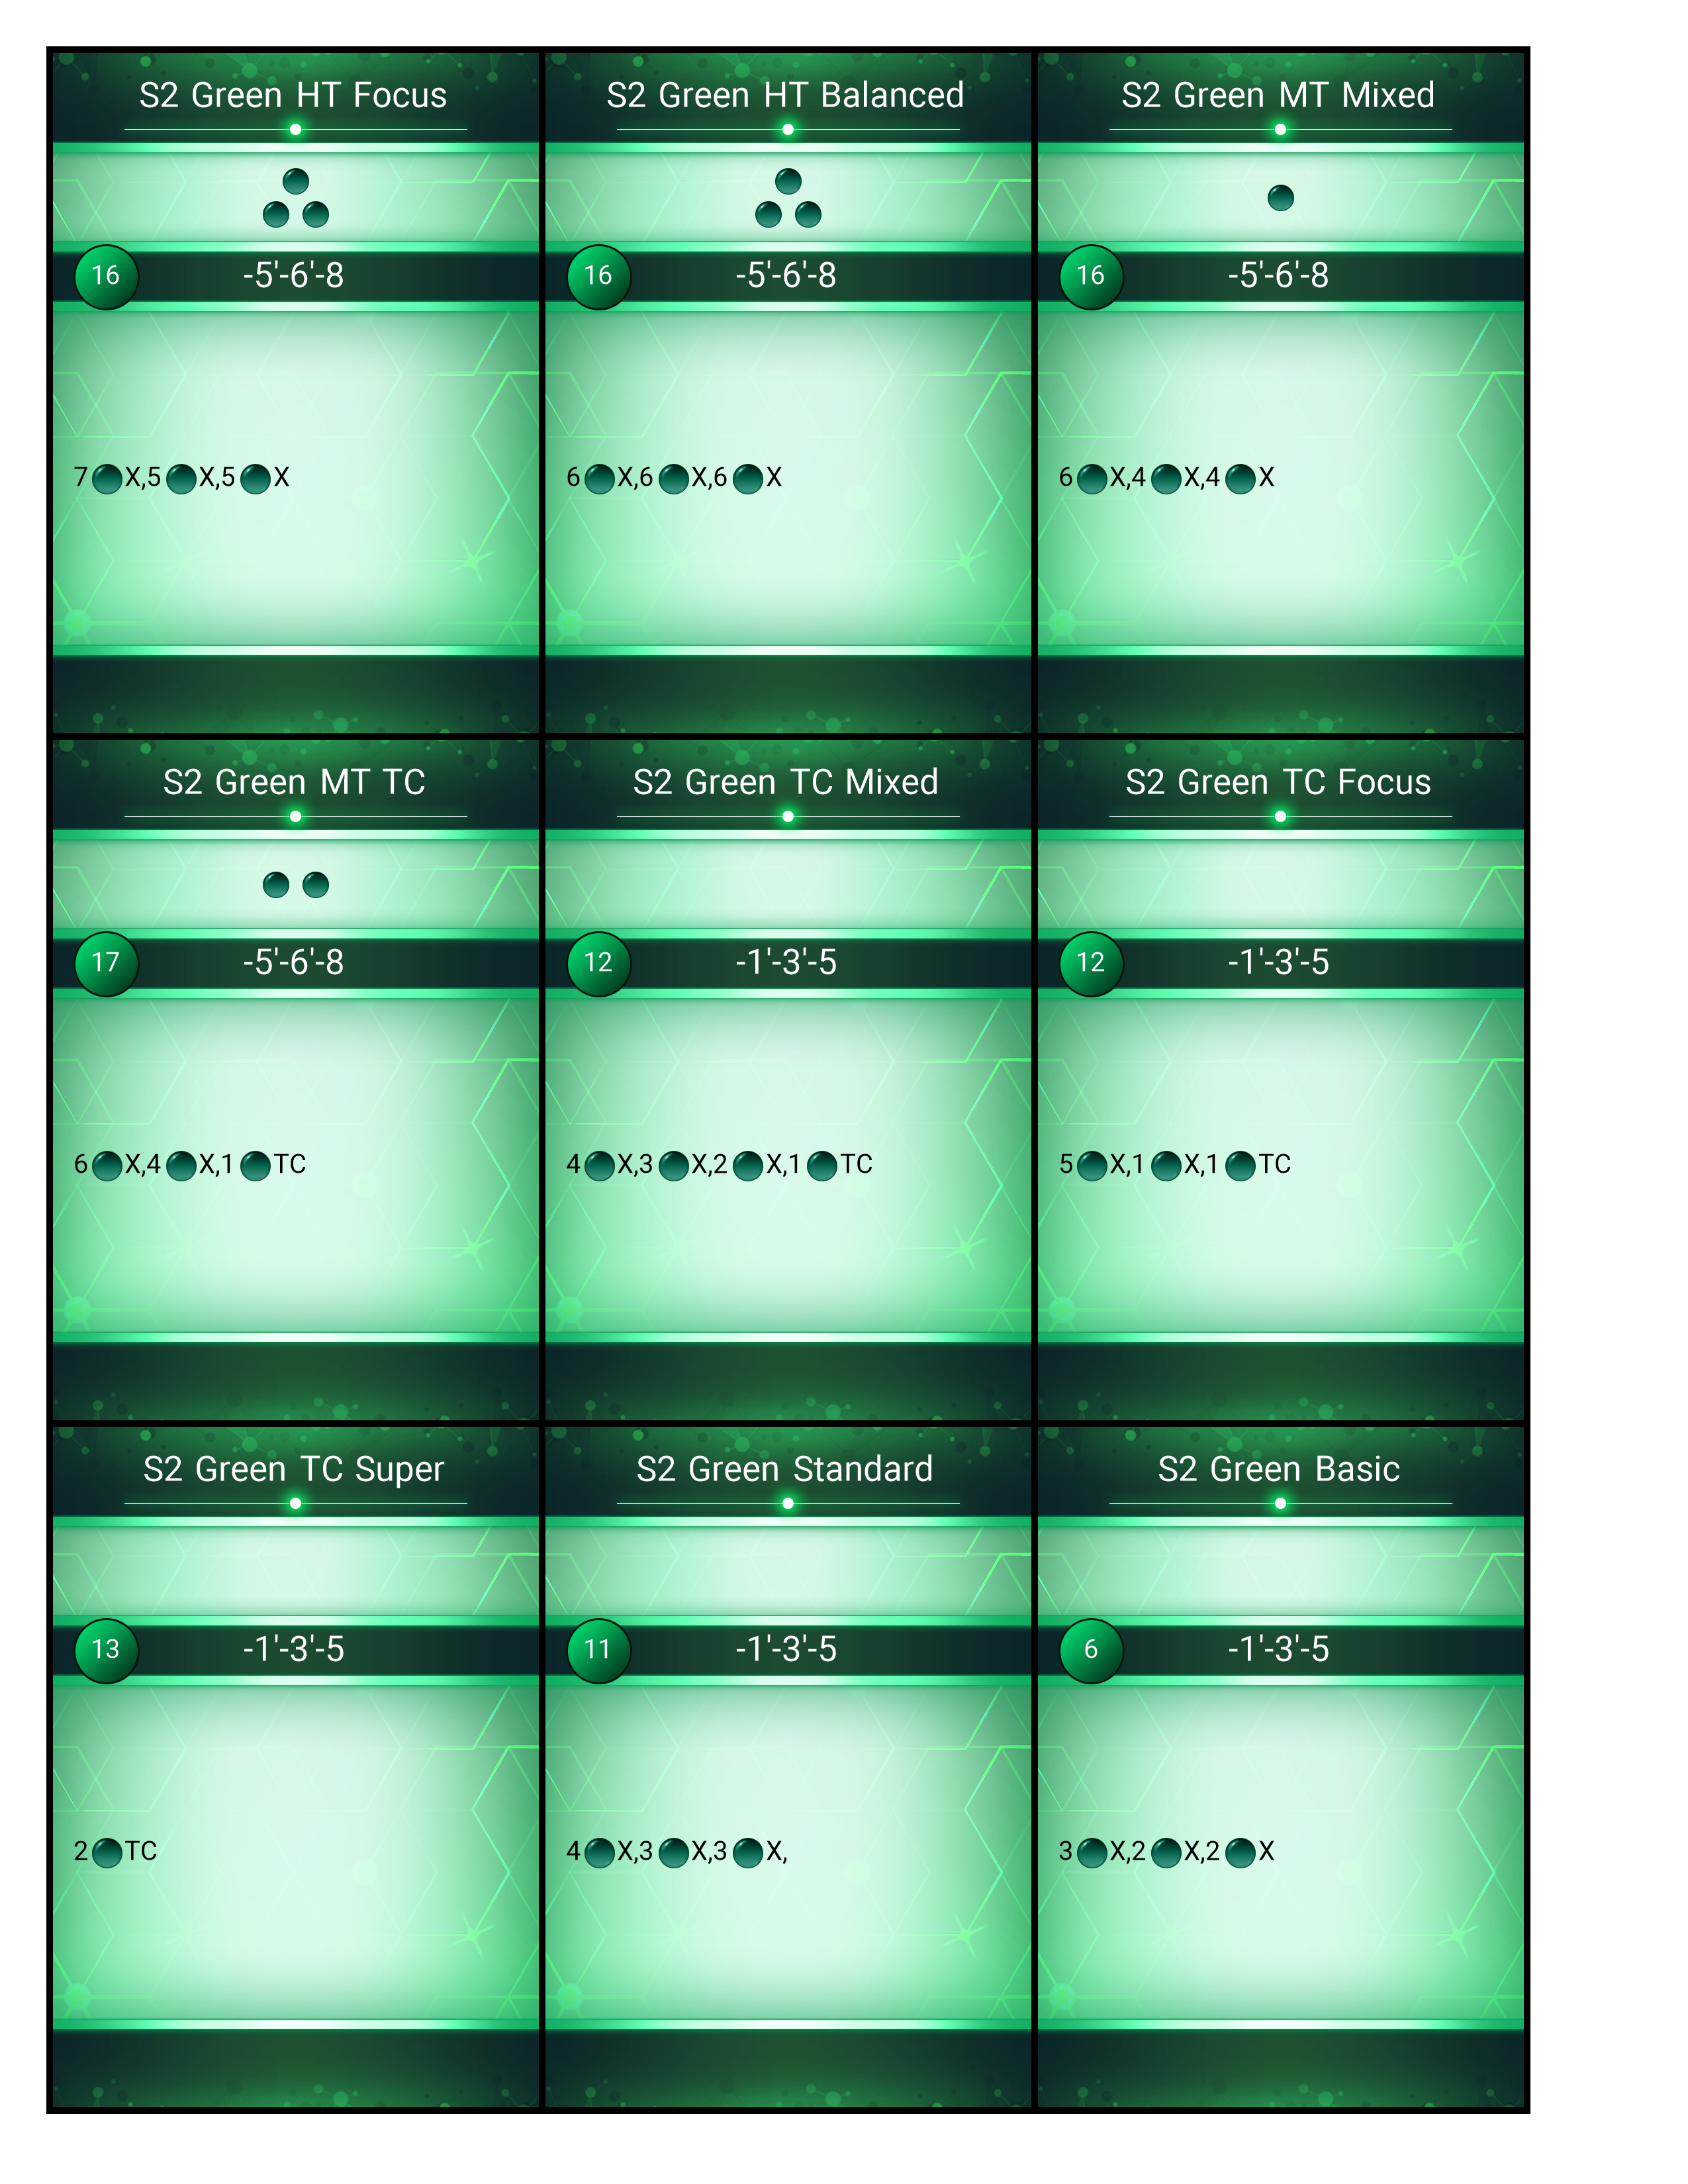 S2 Green HT Focus
16
-5'-6'-8
7 X,5 X,5 X
S2 Green HT Balanced
16
-5'-6'-8
6 X,6 X,6 X
S2 Green MT Mixed
16
-5'-6'-8
6 X,4 X,4 X
S2 Green MT TC
17
-5'-6'-8
6 X,4 X,1 TC
S2 Green TC Mixed
12
-1'-3'-5
4 X,3 X,2 X,1 TC
S2 Green TC Focus
12
-1'-3'-5
5 X,1 X,1 TC
S2 Green TC Super
13
-1'-3'-5
2 TC
S2 Green Standard
11
-1'-3'-5
4 X,3 X,3 X,
S2 Green Basic
6
-1'-3'-5
3 X,2 X,2 X